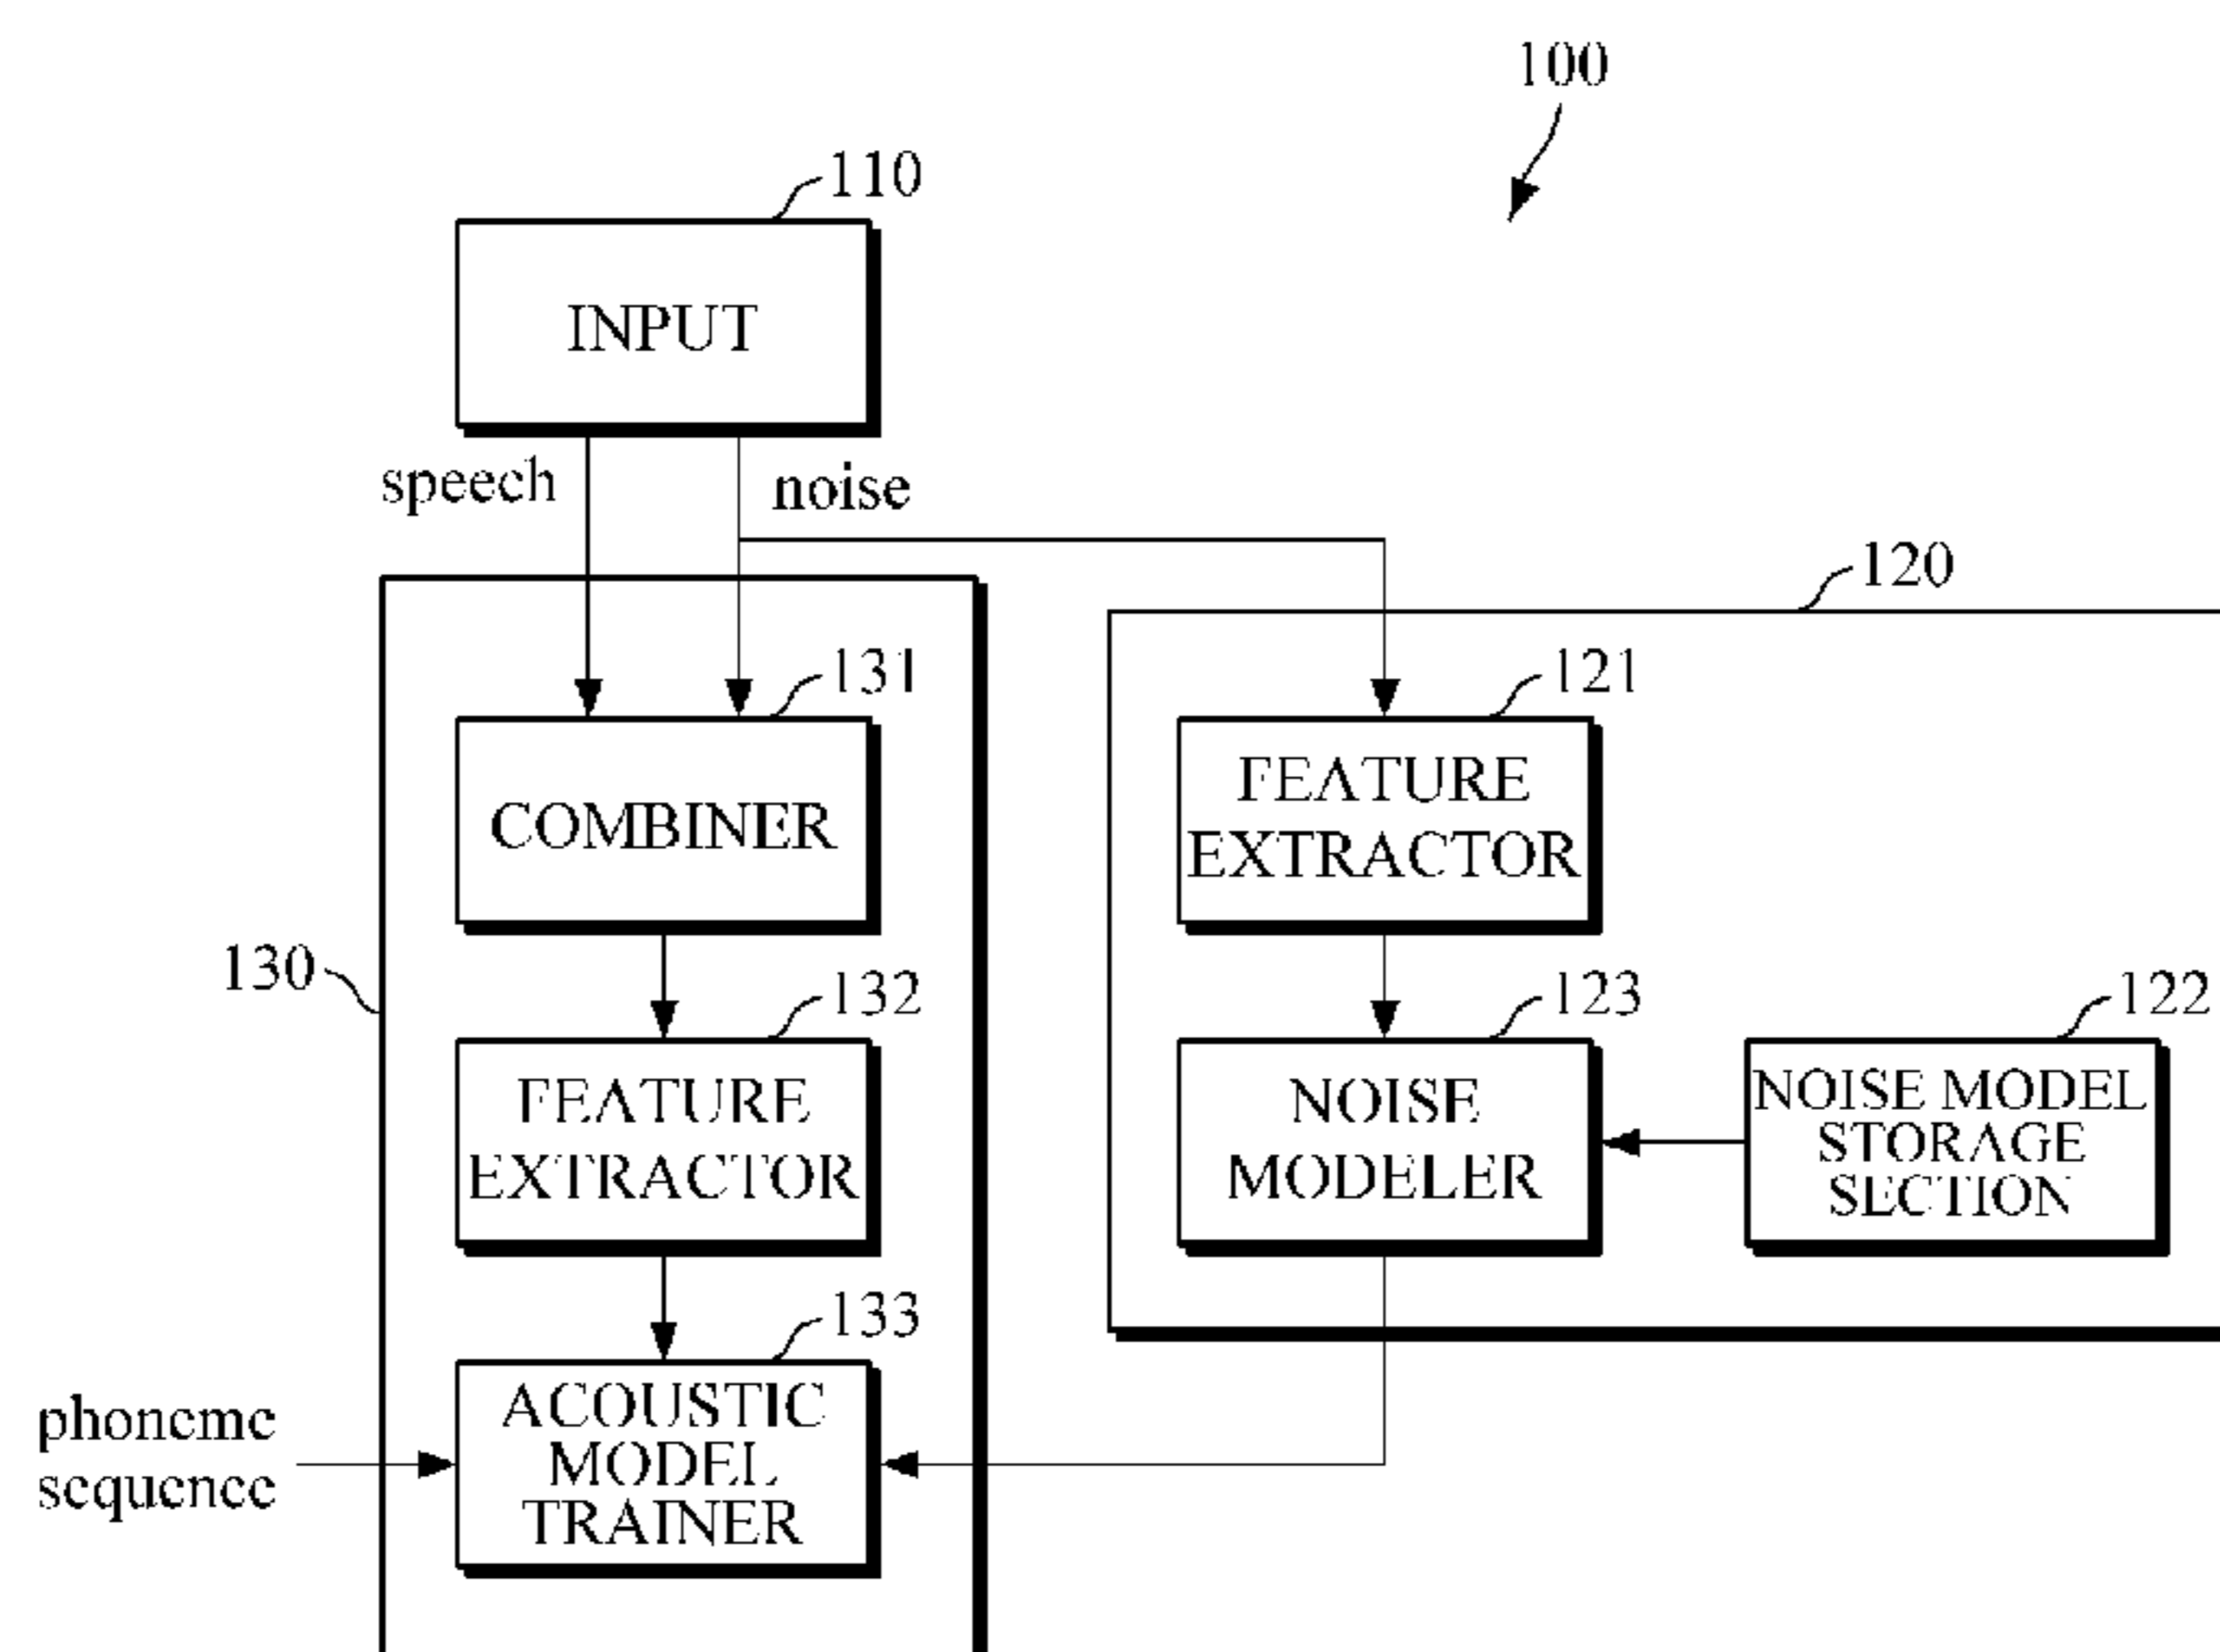 100
110
INPUT
speech
noise
120
131
121
COMBINER
FEATURE
EXTRACTOR
130
132
123
122
FEATURE
EXTRACTOR
NOISE
MODELER
NOISE MODEL
STORAGE
SECTION
133
phoneme
sequence
ACOUSTIC
MODEL
TRAINER